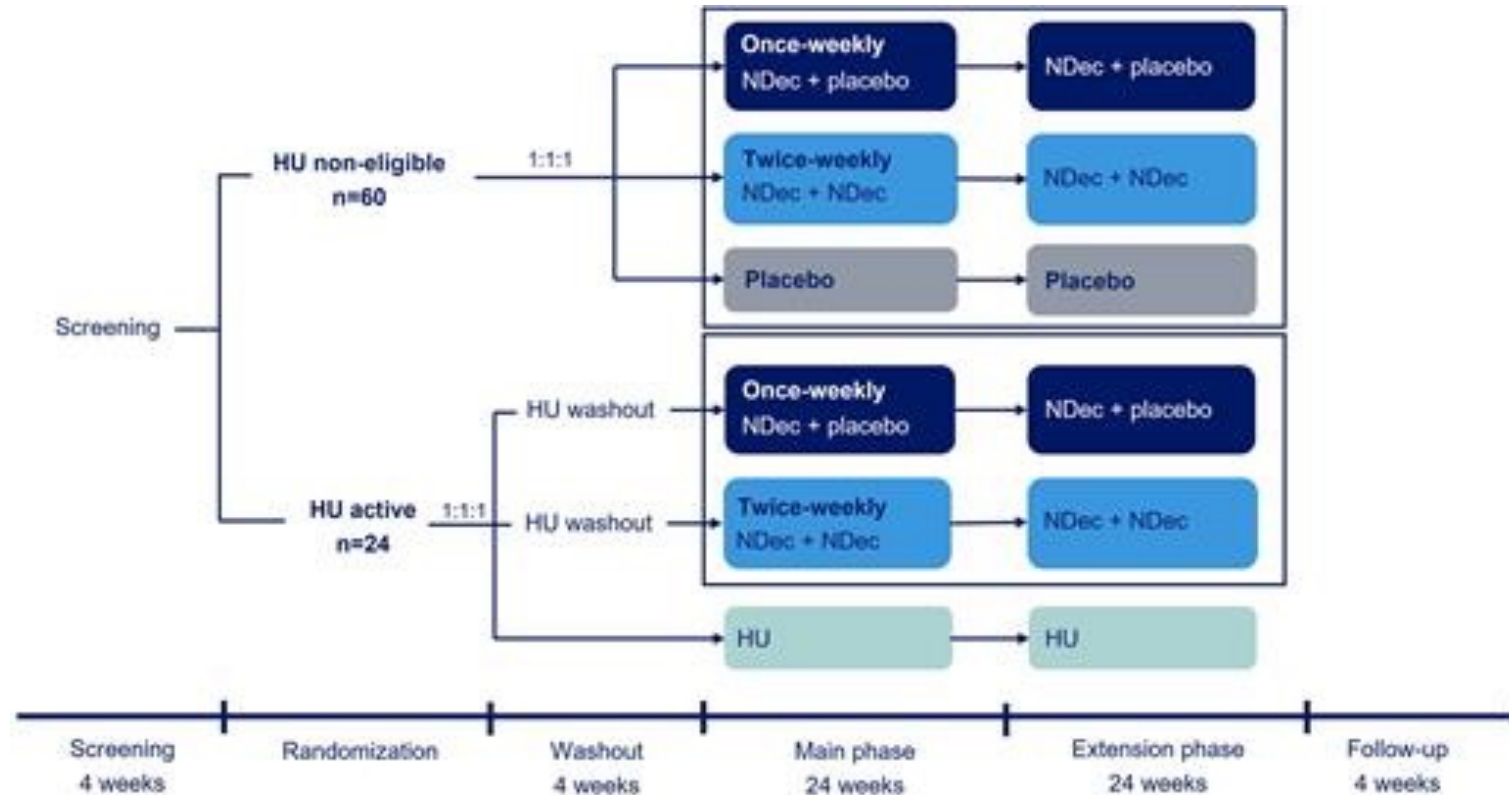 Once-weekly
NDec + placebo
NDec + placebo
HU non-eligible
n=60
1:1:1
Twice-weekly
NDec + NDec
NDec + NDec
Placebo
Placebo
Screening
HU washout
Once-weekly
NDec + placebo
NDec + placebo
HU active
n=24
1:1:1
HU washout
Twice-weekly
NDec + NDec
NDec + NDec
HU
HU
Screening
4 weeks
Randomization
Washout
4 weeks
Main phase
24 weeks
Extension phase
24 weeks
Follow-up
4 weeks